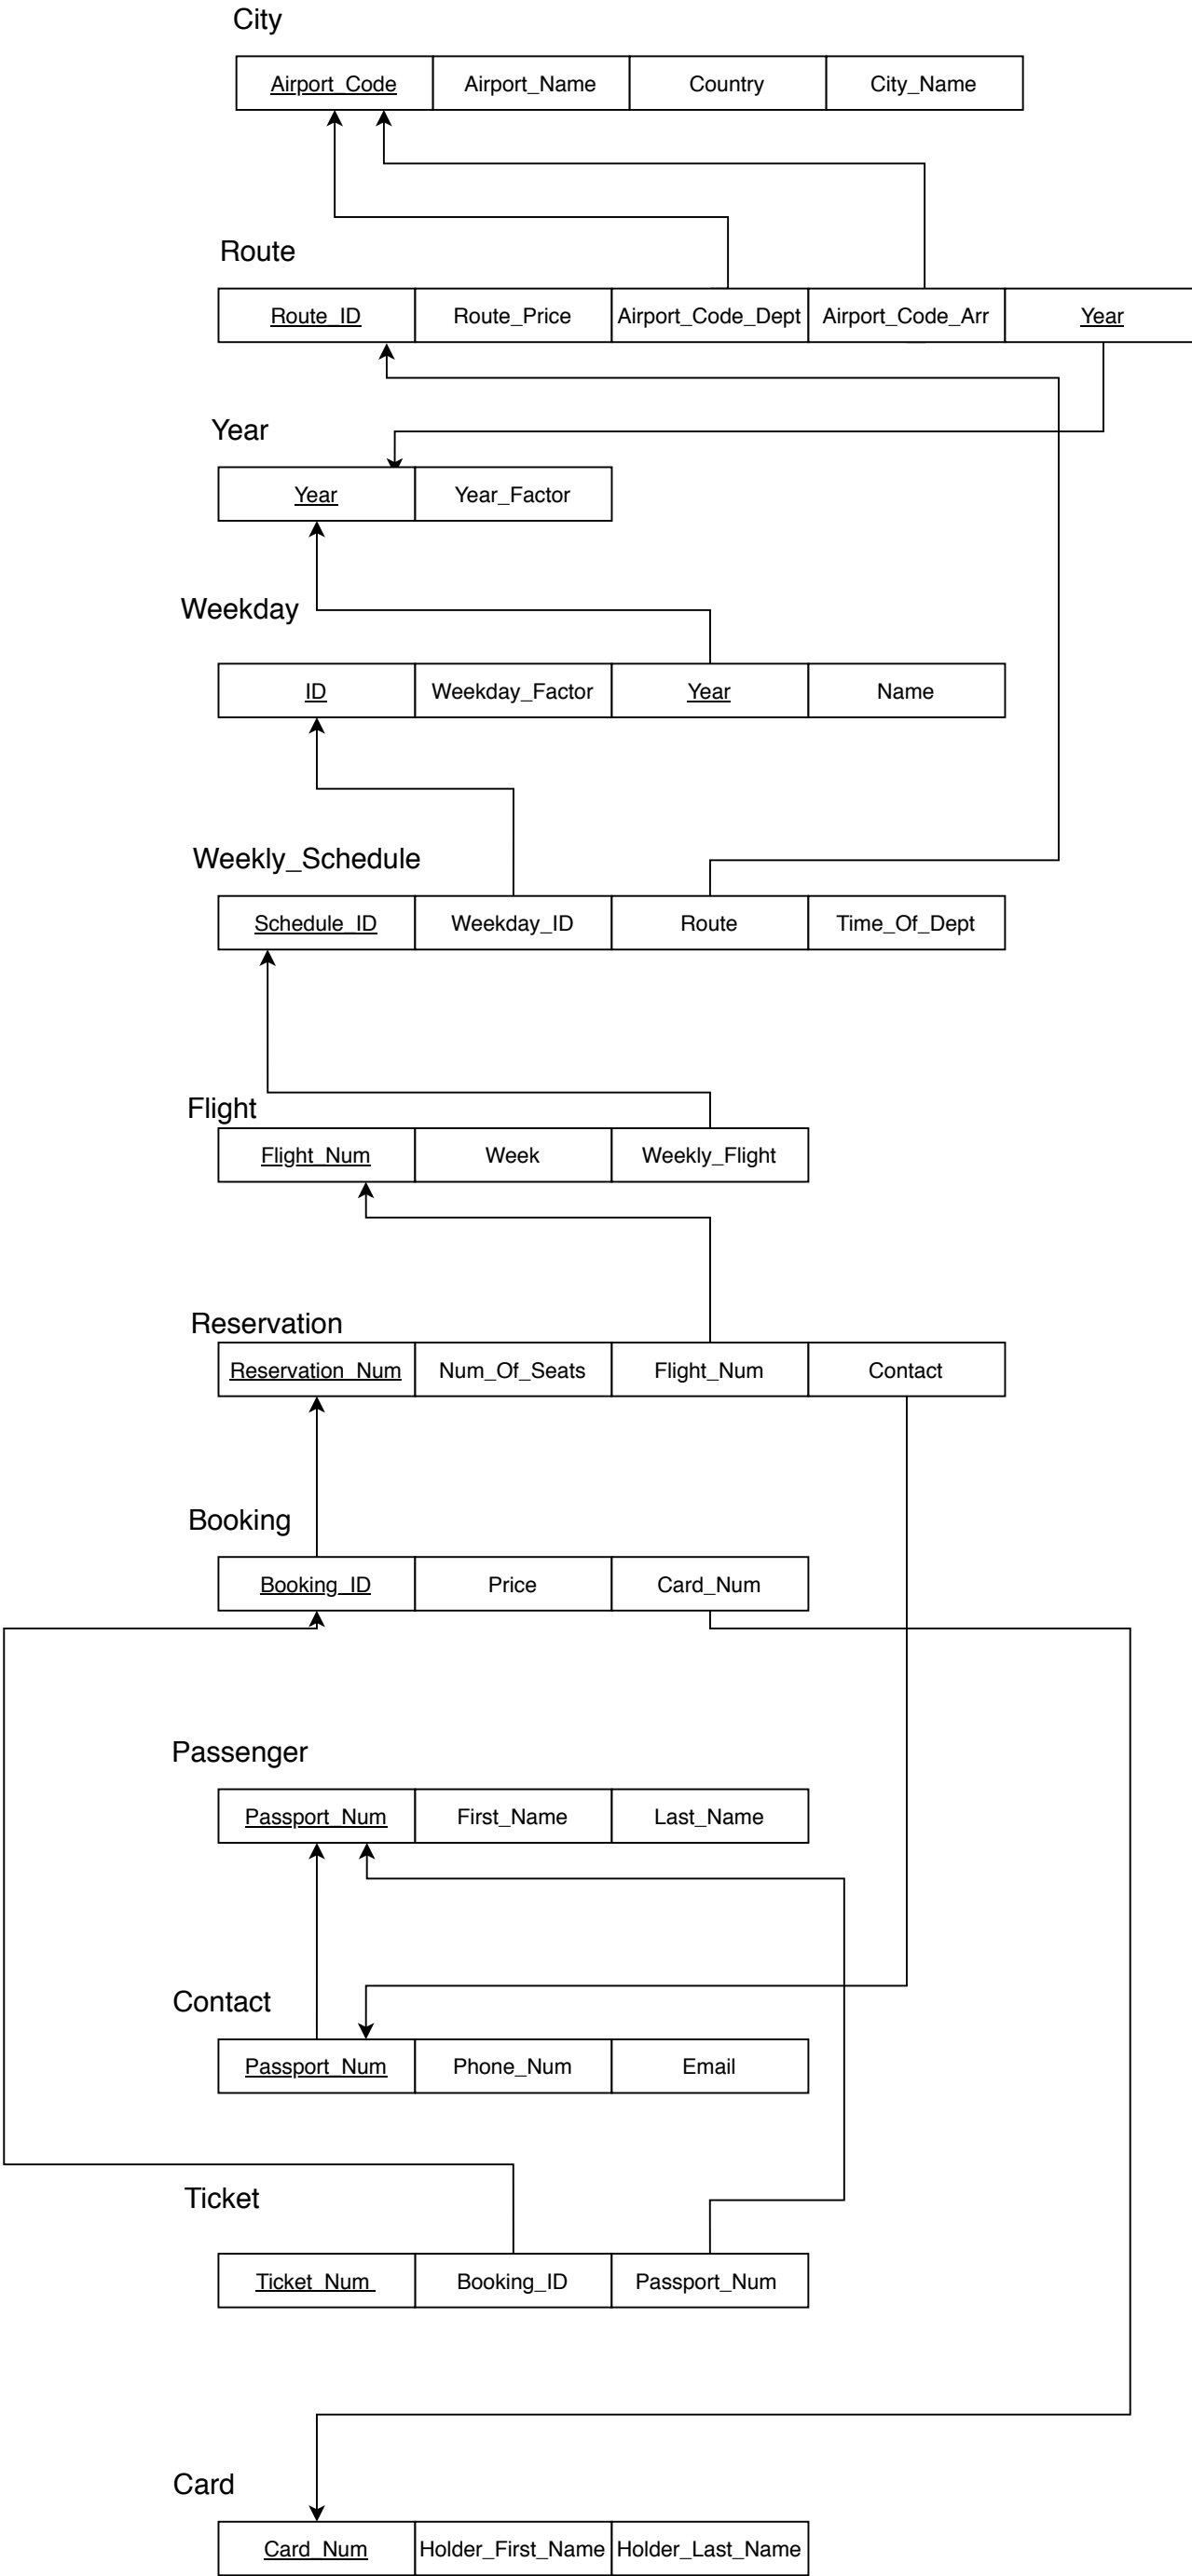 City
Airport_Code Airport_Name Country City_Name
Route
Route_ID Route_Price Airport_Code_Dept Airport_Code_Arr Year
Year
Year Year_Factor
Weekday
ID Weekday_Factor Year Name
Weekly_Schedule
Schedule_ID Weekday_ID Route Time_Of_Dept
Flight
Flight_Num Week Weekly_Flight
Reservation
Reservation_Num Num_Of_Seats Flight_Num Contact
Booking
Booking_ID Price Card_Num
Passenger
Passport_Num First_Name Last_Name
Contact
Passport_Num Phone_Num Email
Ticket
Ticket_Num Booking_ID Passport_Num
Card
Card_Num Holder_First_Name Holder_Last_Name